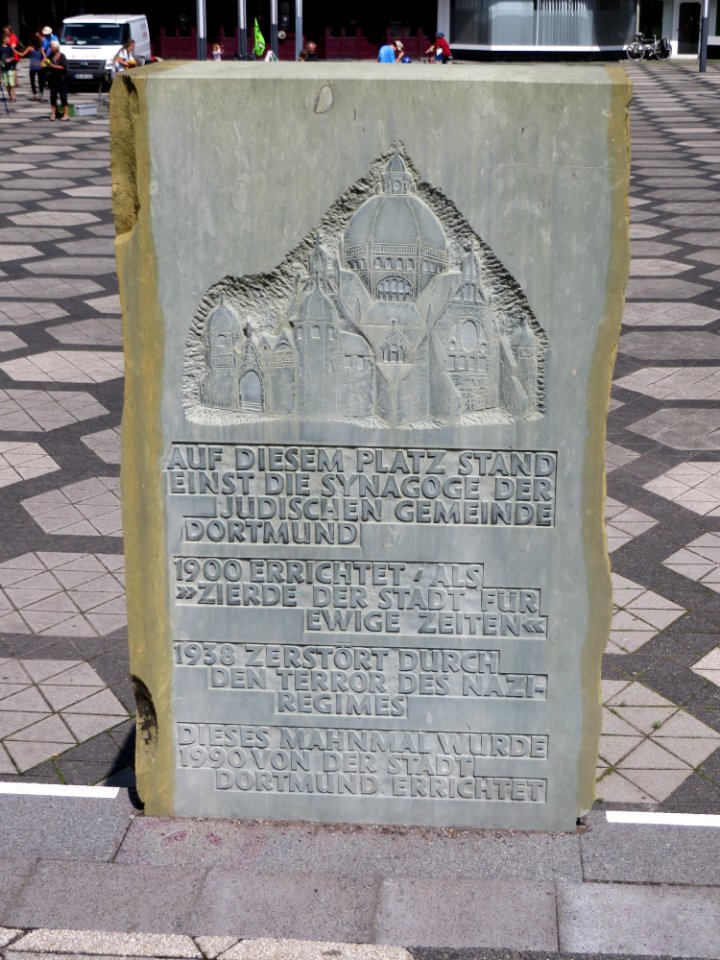 AUF DIESEM PLATZ STAND
EINST DIE SYNAGOGE DER
JÜDISCHEN GEMEINDE
DORTMUND
1900 ERRICHTET, ALS
»ZIERDE DER STADT FÜR
EWIGE ZEITEN«
1938 ZERSTÖRT DURCH
DEN TERROR DES NAZI-
REGIMES
DIESES MAHNMAL WURDE
1990 VON DER STADT
DORTMUND ERRICHTET